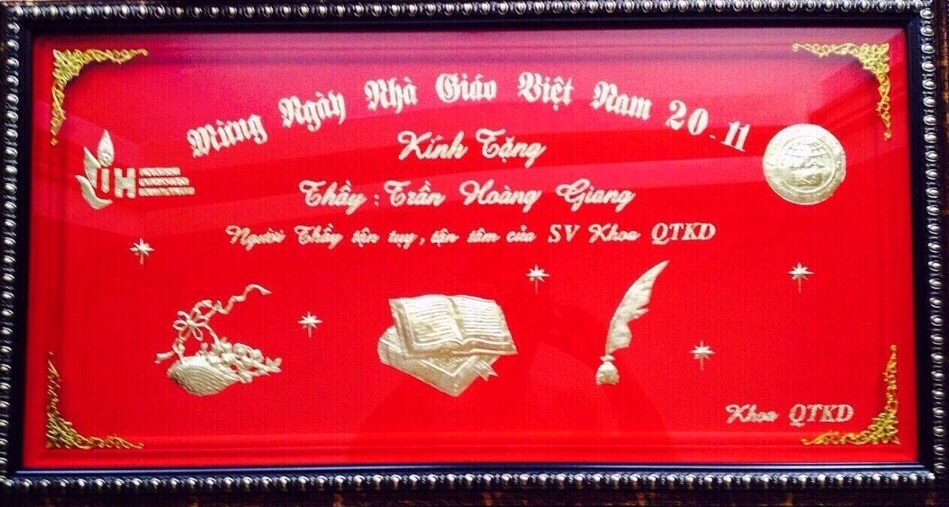 Mừng Ngày Nhà Giáo Việt Nam 20-11
UH
Kính Tặng
Thầy : Trần Hoàng Giang
Người Thầy tận tụy, tận tâm của SV Khoa QTKD
Khoa QTKD